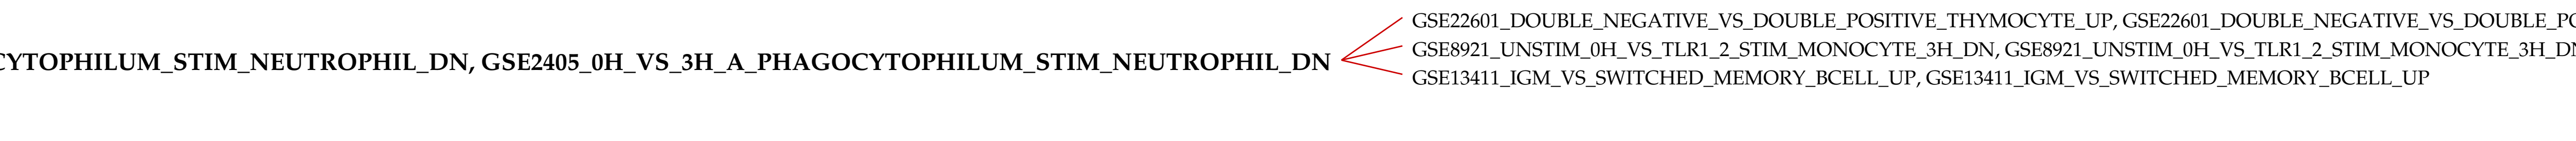 CYTOPHILUM_STIM_NEUTROPHIL_DN, GSE2405_0H_VS_3H_A_PHAGOCYTOPHILUM_STIM_NEUTROPHIL_DN
GSE22601_DOUBLE_NEGATIVE_VS_DOUBLE_POSITIVE_THYMOCYTE_UP, GSE22601_DOUBLE_NEGATIVE_VS_DOUBLE_PO
GSE8921_UNSTIM_0H_VS_TLR1_2_STIM_MONOCYTE_3H_DN, GSE8921_UNSTIM_0H_VS_TLR1_2_STIM_MONOCYTE_3H_DN
GSE13411_IGM_VS_SWITCHED_MEMORY_BCELL_UP, GSE13411_IGM_VS_SWITCHED_MEMORY_BCELL_UP